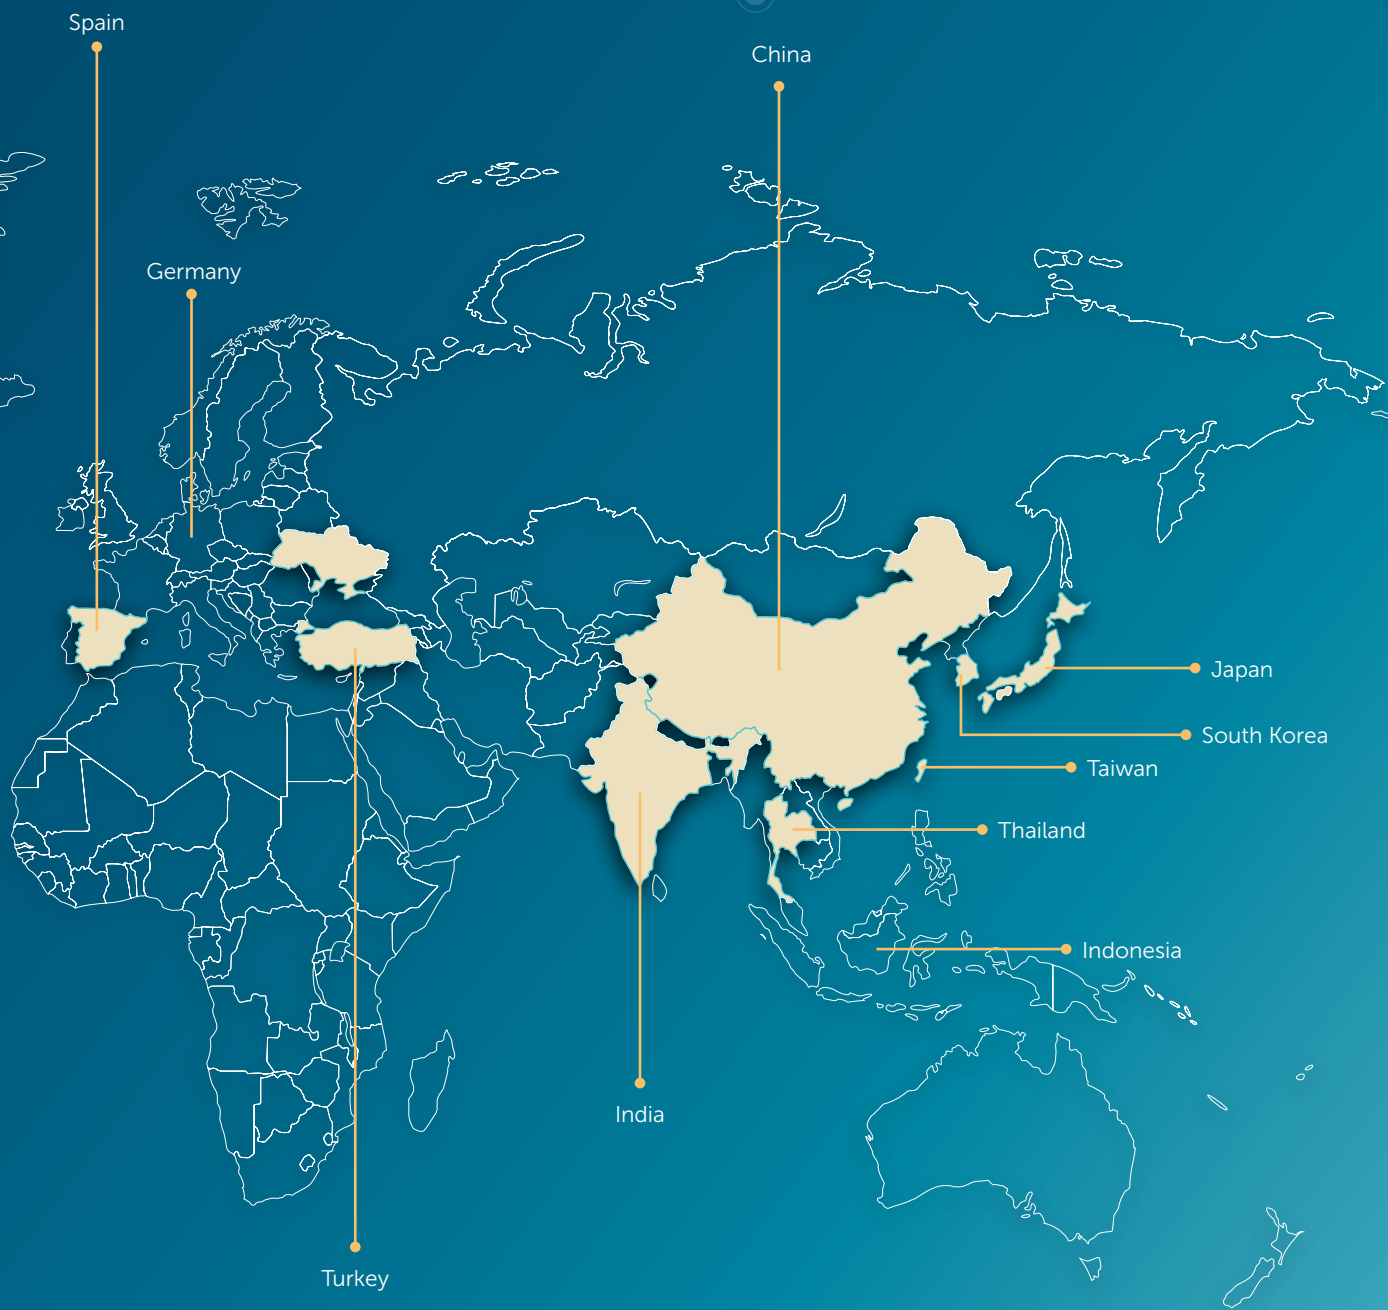 Spain
China
Germany
Japan
South Korea
Taiwan
Thailand
Indonesia
India
Turkey